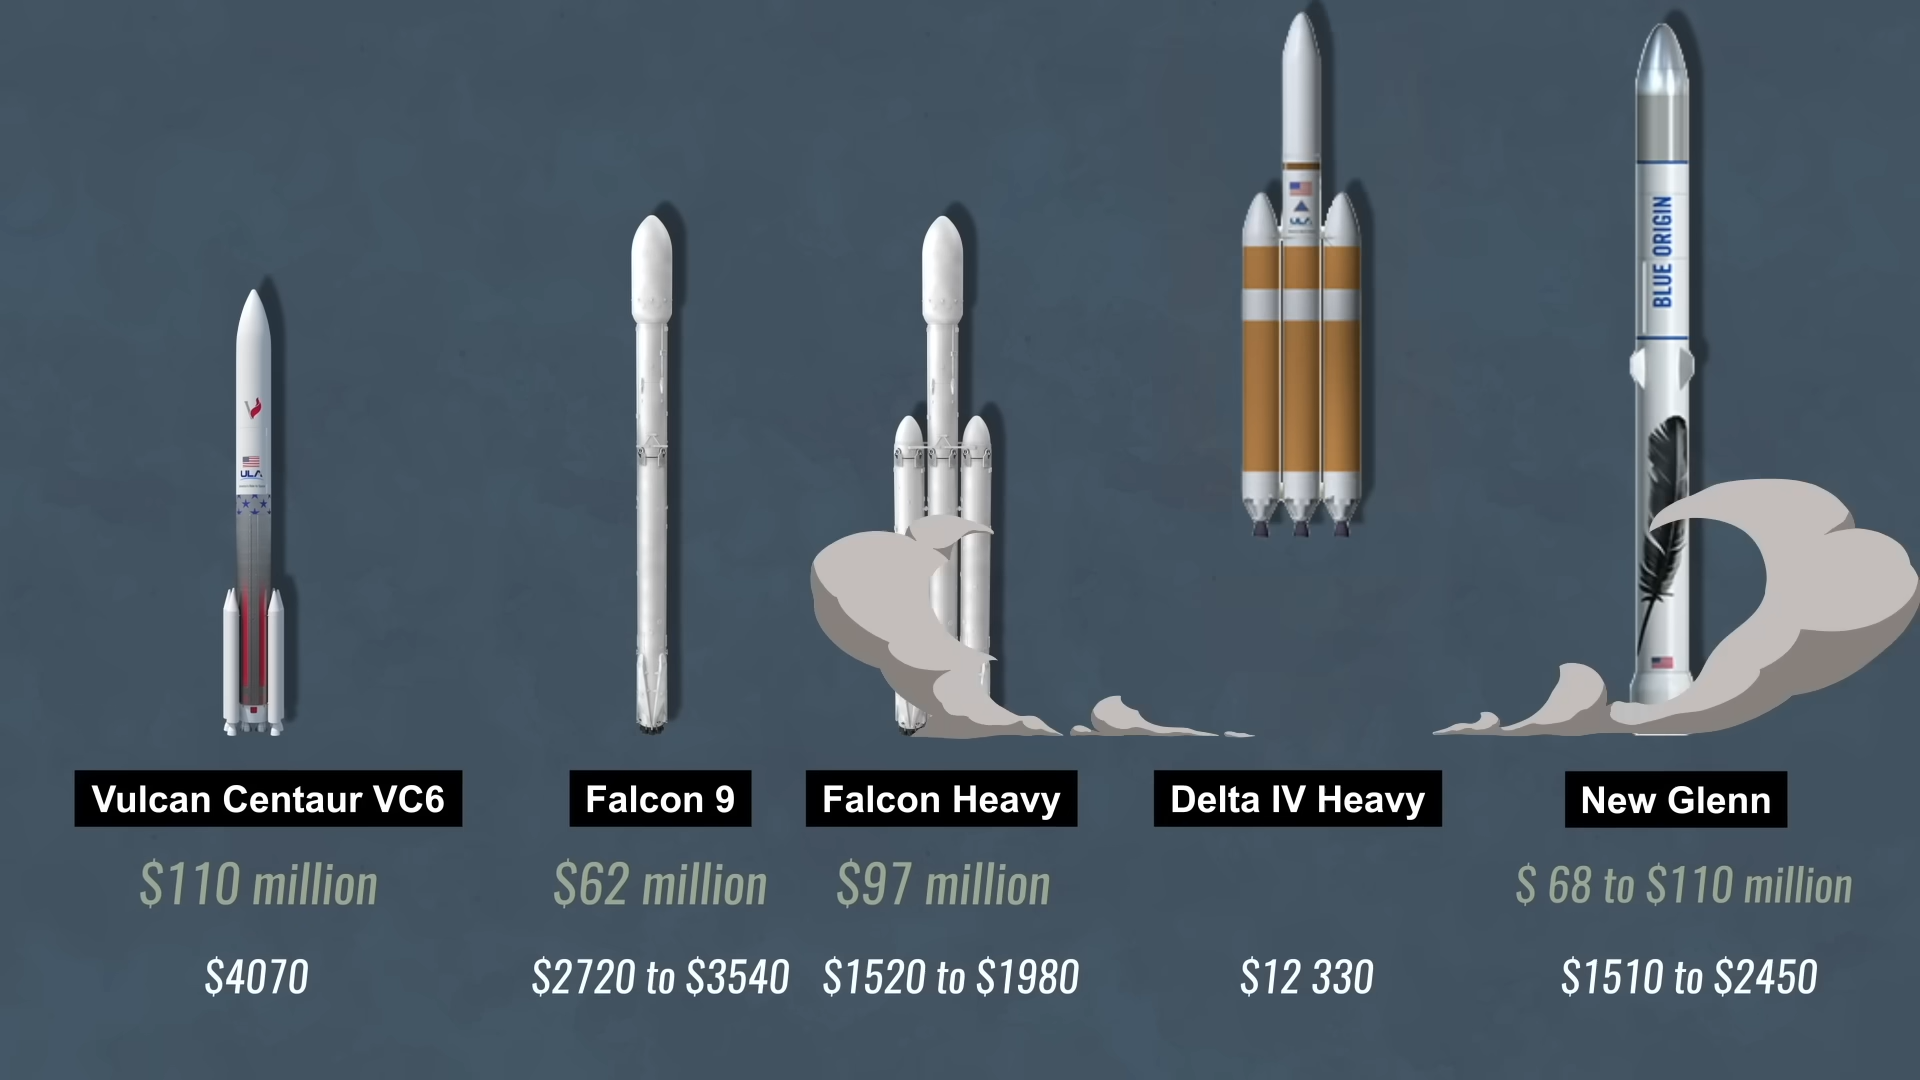 ULA
ULA
BLUE ORIGIN
Vulcan Centaur VC6
Falcon 9
Falcon Heavy
Delta IV Heavy
New Glenn
$110 million
$62 million
$97 million
$ 68 to $110 million
$4070
$2720 to $3540
$1520 to $1980
$12 330
$1510 to $2450